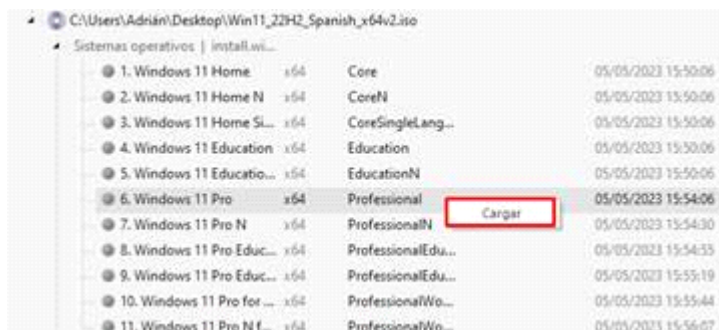 C:\Users\Adrián\Desktop\Win11_22H2_Spanish_x64v2.iso
Sistemas operativos | install.wi...
1. Windows 11 Home x64 Core 05/05/2023 15:50:06
2. Windows 11 Home N x64 CoreN 05/05/2023 15:50:06
3. Windows 11 Home Si... x64 CoreSingleLang... 05/05/2023 15:50:06
4. Windows 11 Education x64 Education 05/05/2023 15:50:06
5. Windows 11 Educatio... x64 EducationN 05/05/2023 15:50:06
6. Windows 11 Pro x64 Professional 05/05/2023 15:54:06
Cargar
7. Windows 11 Pro N x64 ProfessionalN 05/05/2023 15:54:30
8. Windows 11 Pro Educ... x64 ProfessionalEdu... 05/05/2023 15:54:55
9. Windows 11 Pro Educ... x64 ProfessionalEdu... 05/05/2023 15:55:19
10. Windows 11 Pro for ... x64 ProfessionalWo... 05/05/2023 15:55:44
11. Windows 11 Pro N f... x64 ProfessionalWo... 05/05/2023 15:56:07